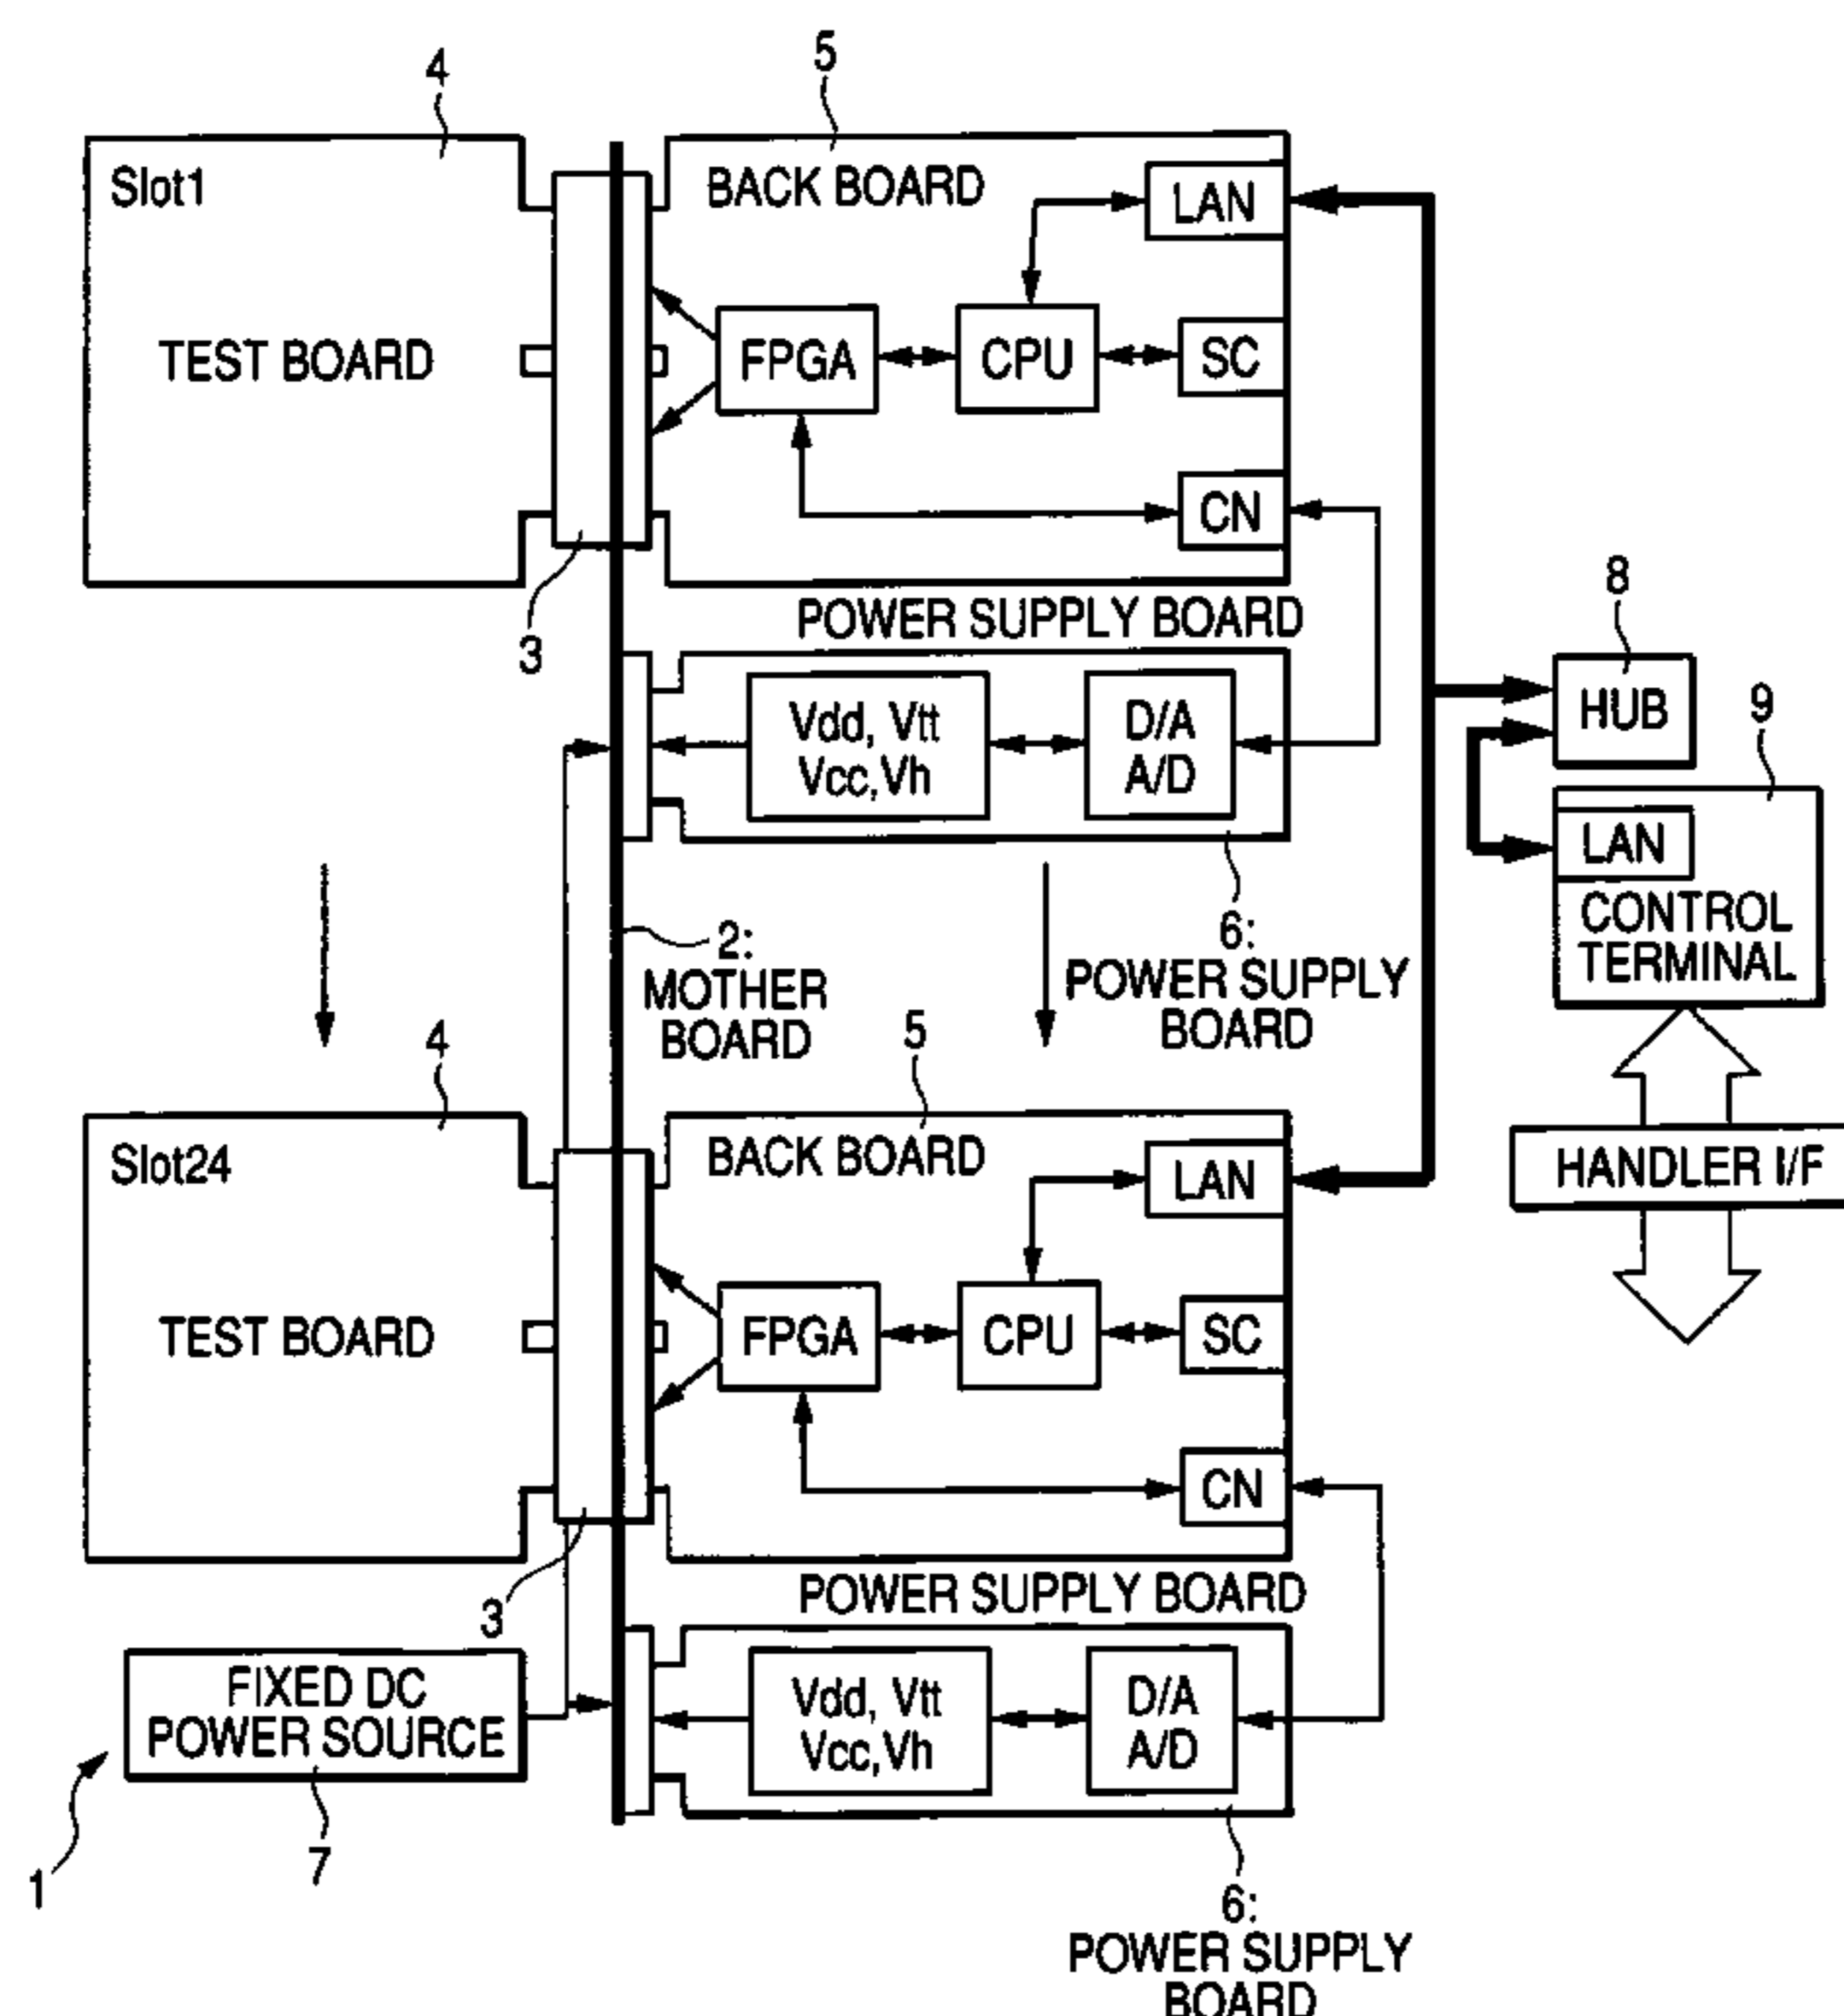 4
5
Slot1
BACK BOARD
LAN
TEST BOARD
FPGA
CPU
SC
CN
3
POWER SUPPLY BOARD
8
HUB
9
Vdd, Vtt
Vcc,Vh
D/A
A/D
LAN
CONTROL
TERMINAL
2:
MOTHER
BOARD
6:
POWER SUPPLY
BOARD
4
5
Slot24
BACK BOARD
LAN
HANDLER I/F
TEST BOARD
FPGA
CPU
SC
CN
3
POWER SUPPLY BOARD
FIXED DC
POWER SOURCE
Vdd, Vtt
Vcc,Vh
D/A
A/D
1
7
6:
POWER SUPPLY
BOARD